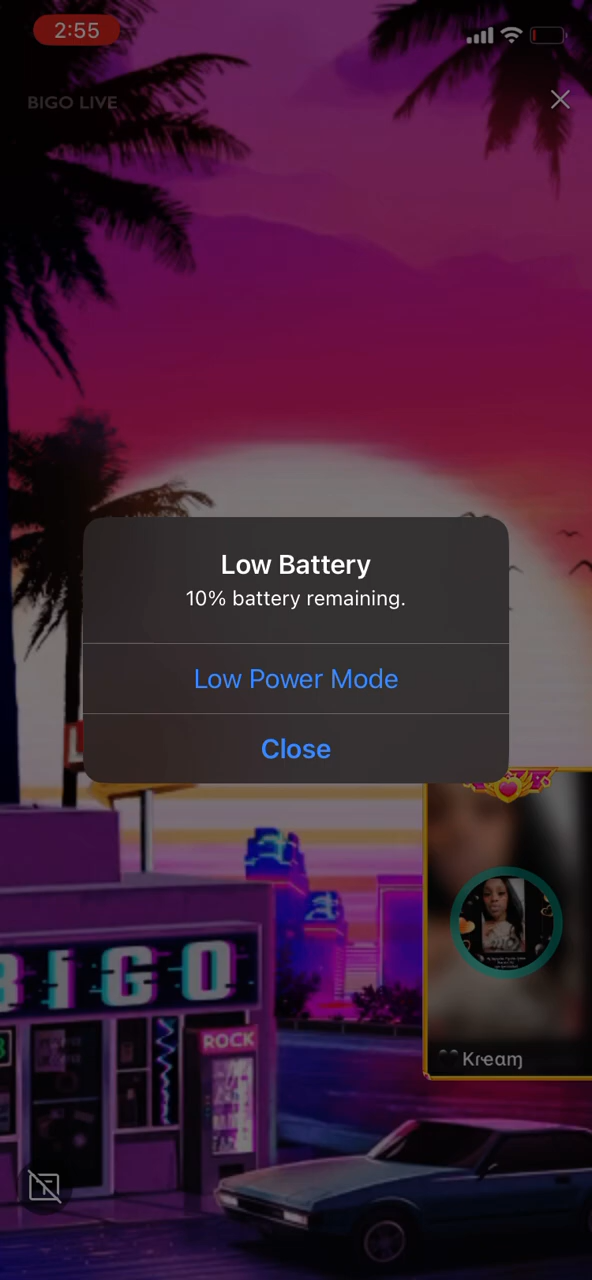 2:55
BIGO LIVE
Low Battery
10% battery remaining.
Low Power Mode
Close
BIGO
ROCK
🖤 Kream